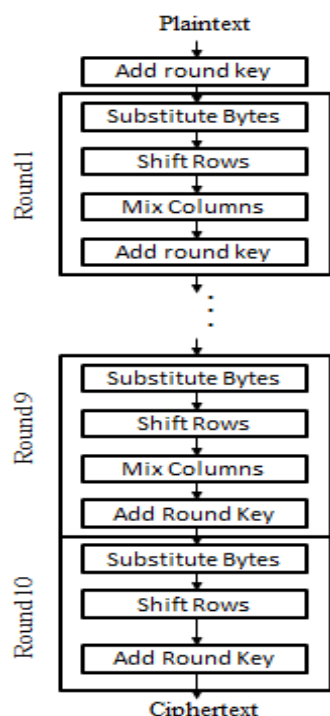 Plaintext
Add round key
Round1
Substitute Bytes
Shift Rows
Mix Columns
Add round key
Round9
Substitute Bytes
Shift Rows
Mix Columns
Add Round Key
Round10
Substitute Bytes
Shift Rows
Add Round Key
Ciphertext